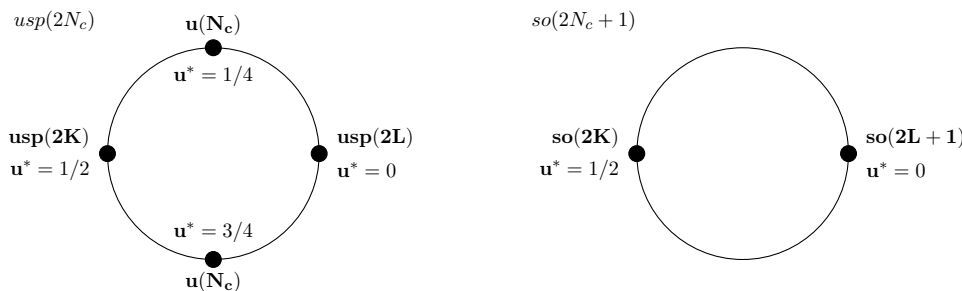 usp(2N_c)
u(N_c)
u* = 1/4
usp(2K)
u* = 1/2
usp(2L)
u* = 0
u* = 3/4
u(N_c)
so(2N_c + 1)
so(2K)
u* = 1/2
so(2L + 1)
u* = 0